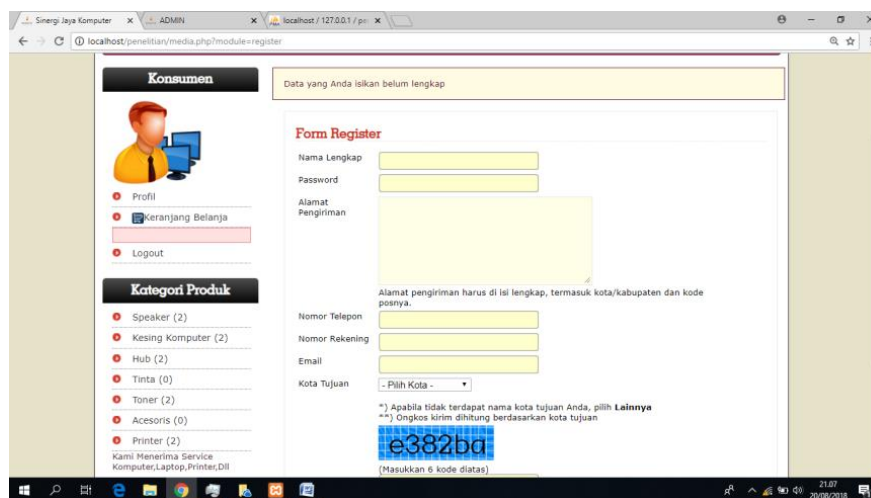 Sinergi Jaya Komputer
ADMIN
localhost / 127.0.0.1 /
localhost/penelitian/media.php?module=register
Konsumen
Profil
Keranjang Belanja
Logout
Kategori Produk
Speaker (2)
Kesing Komputer (2)
Hub (2)
Tinta (0)
Toner (2)
Acesoris (0)
Printer (2)
Kami Menerima Service
Komputer,Laptop,Printer,Dll
Data yang Anda isikan belum lengkap
Form Register
Nama Lengkap
Password
Alamat
Pengiriman
Alamat pengiriman harus di isi lengkap, termasuk kota/kabupaten dan kode
posnya.
Nomor Telepon
Nomor Rekening
Email
Kota Tujuan
- Pilih Kota -
*) Apabila tidak terdapat nama kota tujuan Anda, pilih Lainnya
**) Ongkos kirim dihitung berdasarkan kota tujuan
e382ba
(Masukkan 6 kode diatas)
21.07
20/08/2018